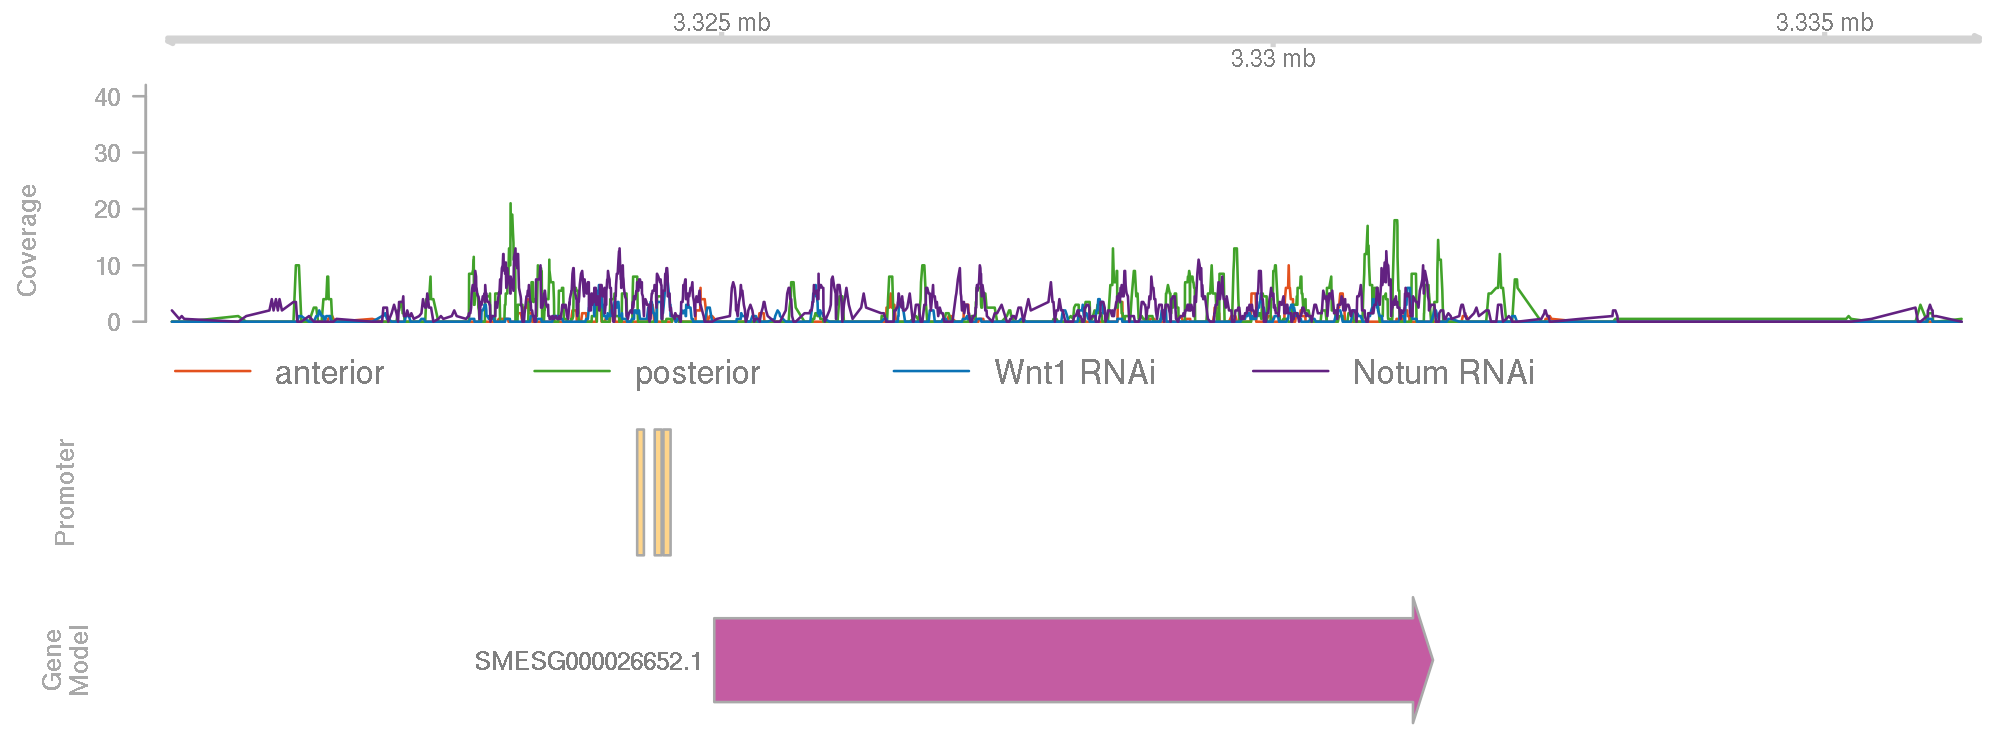 3.325 mb
3.335 mb
3.33 mb
40
30
20
10
0
Coverage
anterior
posterior
Wnt1 RNAi
Notum RNAi
Promoter
Gene
Model
SMESG000026652.1